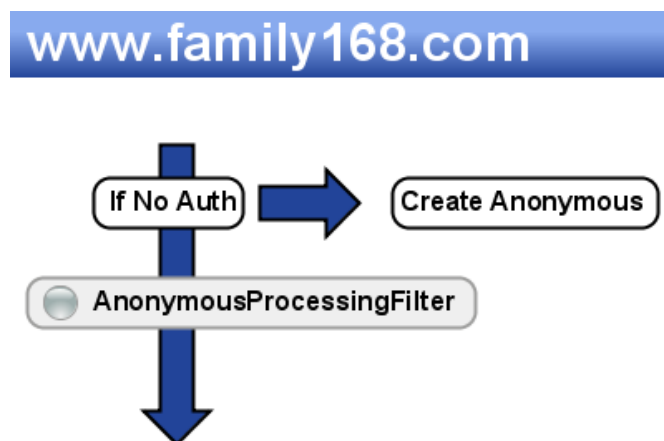 www.family168.com
If No Auth
Create Anonymous
AnonymousProcessingFilter